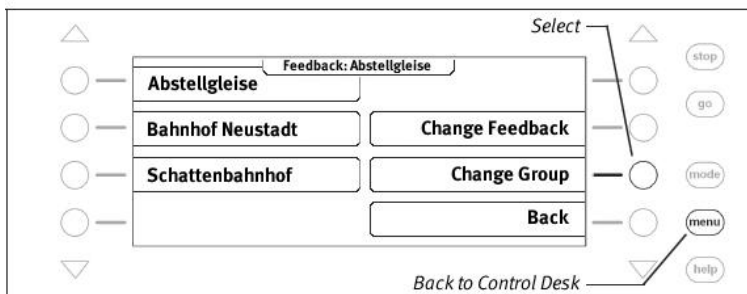 Select
stop
Feedback: Abstellgleise
Abstellgleise
go
Bahnhof Neustadt
Change Feedback
Schattenbahnhof
Change Group
mode
Back
menu
help
Back to Control Desk